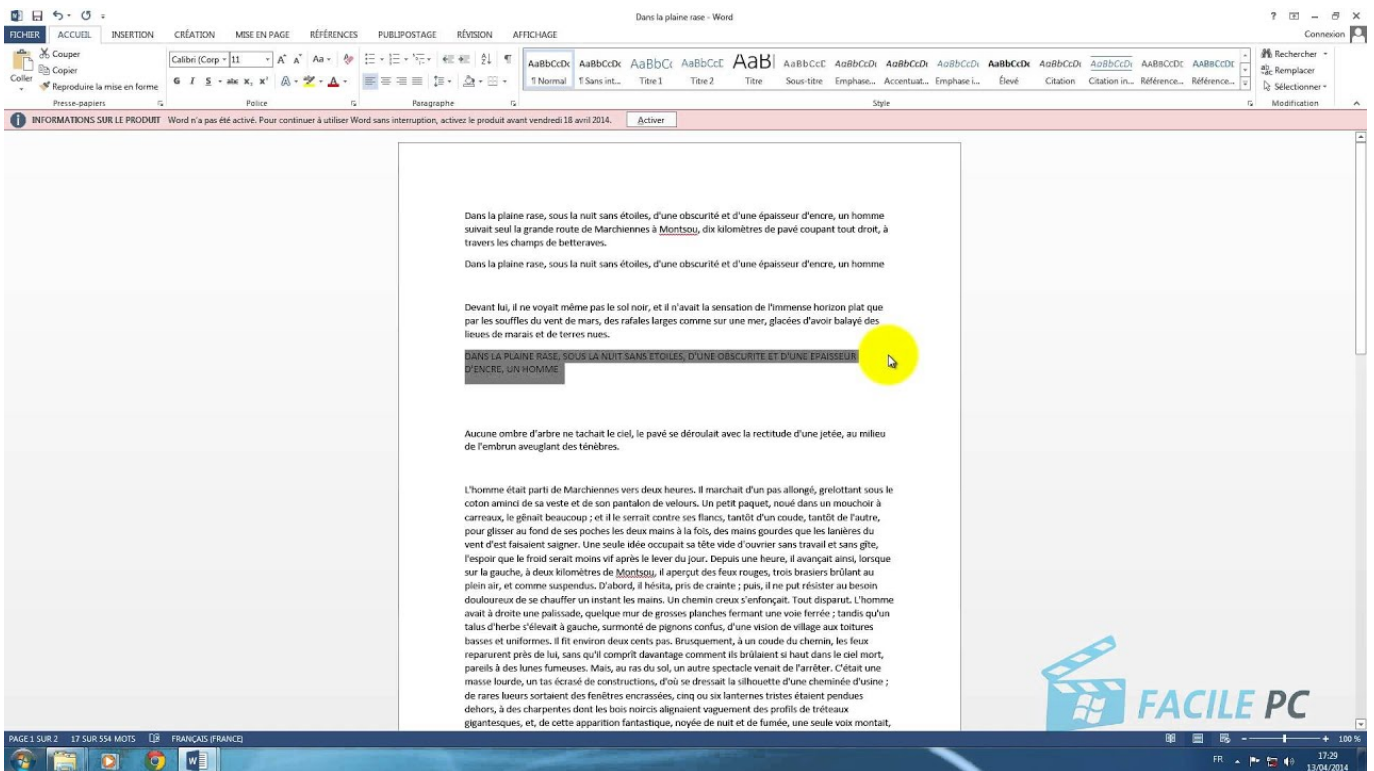 Dans la plaine rase - Word
FICHIER ACCUEIL INSERTION CRÉATION MISE EN PAGE RÉFÉRENCES PUBLIPOSTAGE RÉVISION AFFICHAGE Connexion
Couper
Copier
Coller
Reproduire la mise en forme
Calibri (Corp 11
G I S abc X, X'
AaBbCcDc AaBbCcDc AaBbCc AaBbCcC AaBl AaBbCcC AaBbCcDt AaBbCcDt AaBbCcDt AaBbCcDc AaBbCcDt AaBbCcDt AaBbCcDc AaBbCcDc
¶ Normal ¶ Sans int... Titre 1 Titre 2 Titre Sous-titre Emphase... Accentuat... Emphase i... Élevé Citation Citation in... Référence... Référence...
Rechercher
Remplacer
Sélectionner
Presse-papiers Police Paragraphe Style Modification
INFORMATIONS SUR LE PRODUIT Word n'a pas été activé. Pour continuer à utiliser Word sans interruption, activez le produit avant vendredi 18 avril 2014. Activer
Dans la plaine rase, sous la nuit sans étoiles, d'une obscurité et d'une épaisseur d'encre, un homme
suivait seul la grande route de Marchiennes à Montsou, dix kilomètres de pavé coupant tout droit, à
travers les champs de betteraves.
Dans la plaine rase, sous la nuit sans étoiles, d'une obscurité et d'une épaisseur d'encre, un homme
Devant lui, il ne voyait même pas le sol noir, et il n'avait la sensation de l'immense horizon plat que
par les souffles du vent de mars, des rafales larges comme sur une mer, glacées d'avoir balayé des
lieues de marais et de terres nues.
DANS LA PLAINE RASE, SOUS LA NUIT SANS ETOILES, D'UNE OBSCURITE ET D'UNE EPAISSEUR
D'ENCRE, UN HOMME
Aucune ombre d'arbre ne tachait le ciel, le pavé se déroulait avec la rectitude d'une jetée, au milieu
de l'embrun aveuglant des ténèbres.
L'homme était parti de Marchiennes vers deux heures. Il marchait d'un pas allongé, grelottant sous le
coton aminci de sa veste et de son pantalon de velours. Un petit paquet, noué dans un mouchoir à
carreaux, le gênait beaucoup ; et il le serrait contre ses flancs, tantôt d'un coude, tantôt de l'autre,
pour glisser au fond de ses poches les deux mains à la fois, des mains gourdes que les lanières du
vent d'est faisaient saigner. Une seule idée occupait sa tête vide d'ouvrier sans travail et sans gîte,
l'espoir que le froid serait moins vif après le lever du jour. Depuis une heure, il avançait ainsi, lorsque
sur la gauche, à deux kilomètres de Montsou, il aperçut des feux rouges, trois brasiers brûlant au
plein air, et comme suspendus. D'abord, il hésita, pris de crainte ; puis, il ne put résister au besoin
douloureux de se chauffer un instant les mains. Un chemin creux s'enfonçait. Tout disparut. L'homme
avait à droite une palissade, quelque mur de grosses planches fermant une voie ferrée ; tandis qu'un
talus d'herbe s'élevait à gauche, surmonté de pignons confus, d'une vision de village aux toitures
basses et uniformes. Il fit environ deux cents pas. Brusquement, à un coude du chemin, les feux
reparurent près de lui, sans qu'il comprît davantage comment ils brûlaient si haut dans le ciel mort,
pareils à des lunes fumeuses. Mais, au ras du sol, un autre spectacle venait de l'arrêter. C'était une
masse lourde, un tas écrasé de constructions, d'où se dressait la silhouette d'une cheminée d'usine ;
de rares lueurs sortaient des fenêtres encrassées, cinq ou six lanternes tristes étaient pendues
dehors, à des charpentes dont les bois noircis alignaient vaguement des profils de tréteaux
gigantesques, et, de cette apparition fantastique, noyée de nuit et de fumée, une seule voix montait,
FACILE PC
PAGE 1 SUR 2 17 SUR 554 MOTS FRANÇAIS (FRANCE) 100 %
FR 17:29
13/04/2014